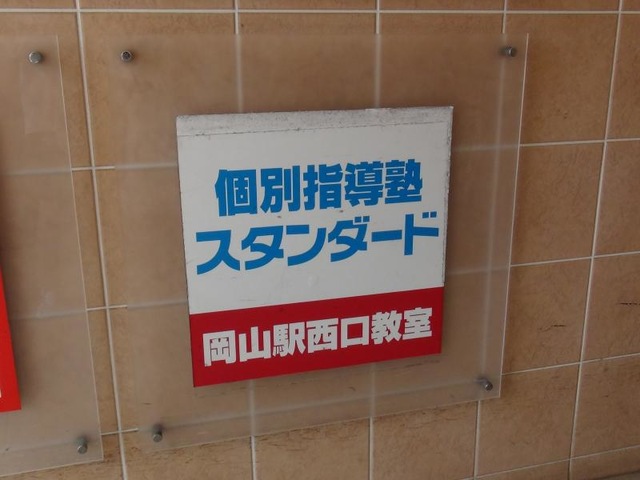 個別指導塾
スタンダード
岡山駅西口教室